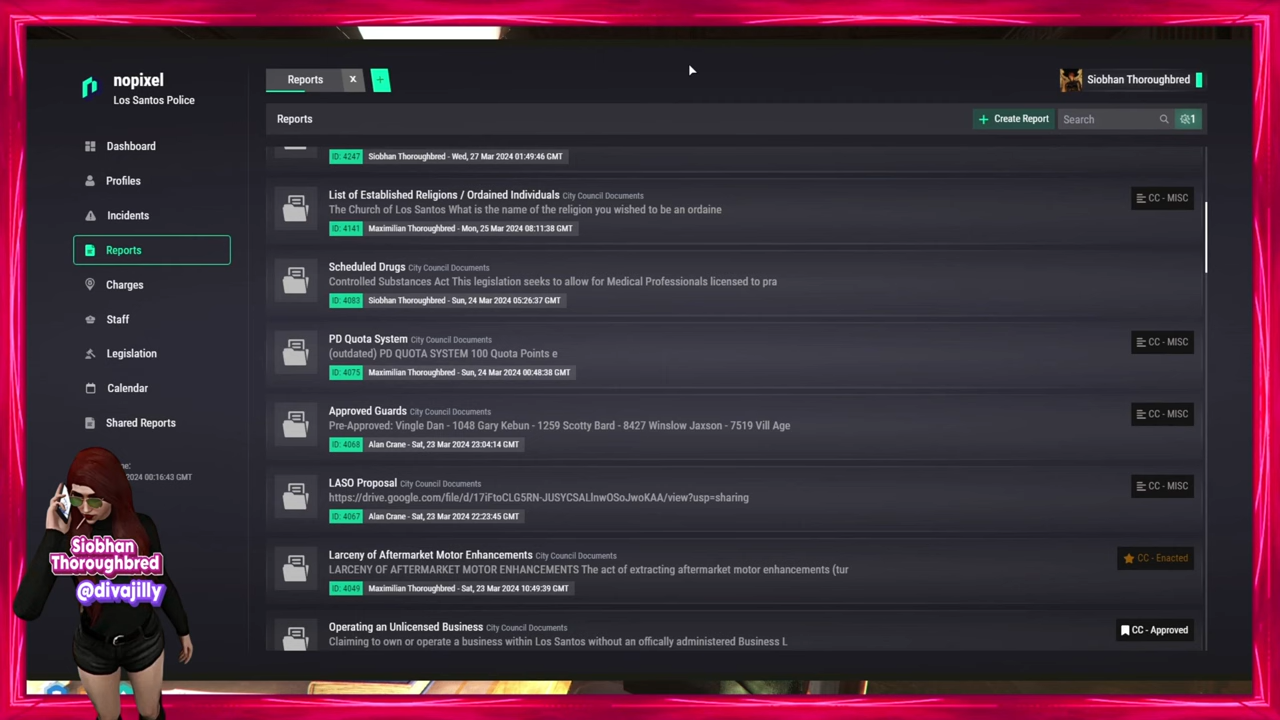 nopixel
Los Santos Police
Reports x +
Siobhan Thoroughbred
Reports
+ Create Report
Search
1
Dashboard
Profiles
Incidents
Reports
Charges
Staff
Legislation
Calendar
Shared Reports
ne:
2024 00:16:43 GMT
ID: 4247 Siobhan Thoroughbred - Wed, 27 Mar 2024 01:49:46 GMT
List of Established Religions / Ordained Individuals City Council Documents
The Church of Los Santos What is the name of the religion you wished to be an ordaine
ID: 4141 Maximilian Thoroughbred - Mon, 25 Mar 2024 08:11:38 GMT
CC - MISC
Scheduled Drugs City Council Documents
Controlled Substances Act This legislation seeks to allow for Medical Professionals licensed to pra
ID: 4083 Siobhan Thoroughbred - Sun, 24 Mar 2024 05:26:37 GMT
PD Quota System City Council Documents
(outdated) PD QUOTA SYSTEM 100 Quota Points e
ID: 4075 Maximilian Thoroughbred - Sun, 24 Mar 2024 00:48:38 GMT
CC - MISC
Approved Guards City Council Documents
Pre-Approved: Vingle Dan - 1048 Gary Kebun - 1259 Scotty Bard - 8427 Winslow Jaxson - 7519 Vill Age
ID: 4068 Alan Crane - Sat, 23 Mar 2024 23:04:14 GMT
CC - MISC
LASO Proposal City Council Documents
https://drive.google.com/file/d/17iFtoCLG5RN-JUSYCSALlnwOSoJwoKAA/view?usp=sharing
ID: 4067 Alan Crane - Sat, 23 Mar 2024 22:23:45 GMT
CC - MISC
Larceny of Aftermarket Motor Enhancements City Council Documents
LARCENY OF AFTERMARKET MOTOR ENHANCEMENTS The act of extracting aftermarket motor enhancements (tur
ID: 4049 Maximilian Thoroughbred - Sat, 23 Mar 2024 10:49:39 GMT
CC - Enacted
Operating an Unlicensed Business City Council Documents
Claiming to own or operate a business within Los Santos without an offically administered Business L
CC - Approved
Siobhan
Thoroughbred
@divajilly